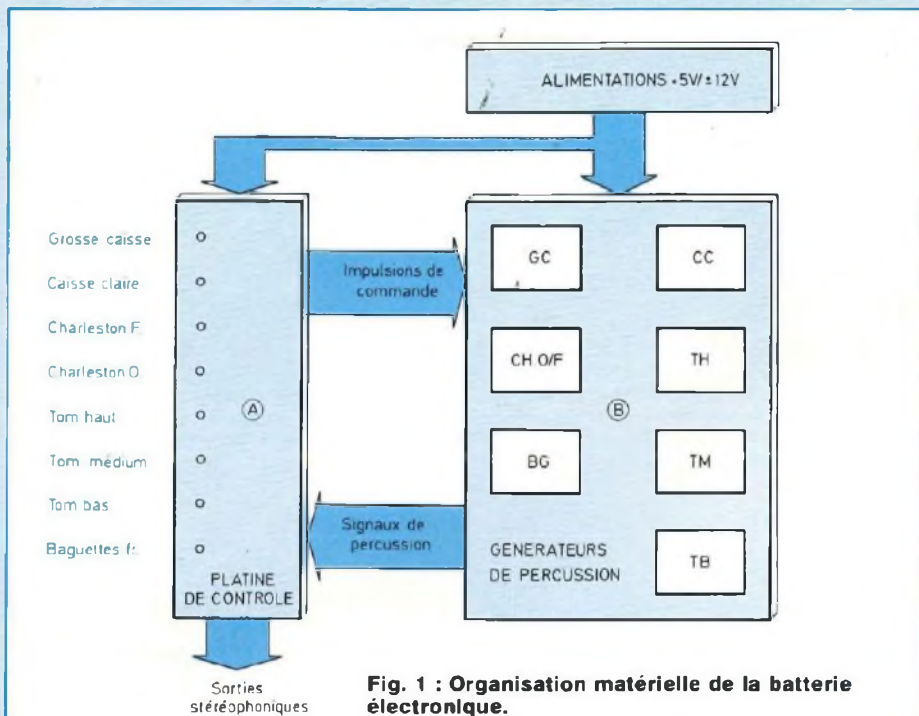 ALIMENTATIONS +5V/±12V
Grosse caisse
Caisse claire
Charleston F.
Charleston O.
Tom haut
Tom médium
Tom bas
Baguettes fr.
A
PLATINE
DE CONTROLE
Impulsions de
commande
Signaux de
percussion
GC
CC
CH O/F
TH
B
BG
TM
GENERATEURS
DE PERCUSSION
TB
Sorties
stéréophoniques
Fig. 1 : Organisation matérielle de la batterie
électronique.